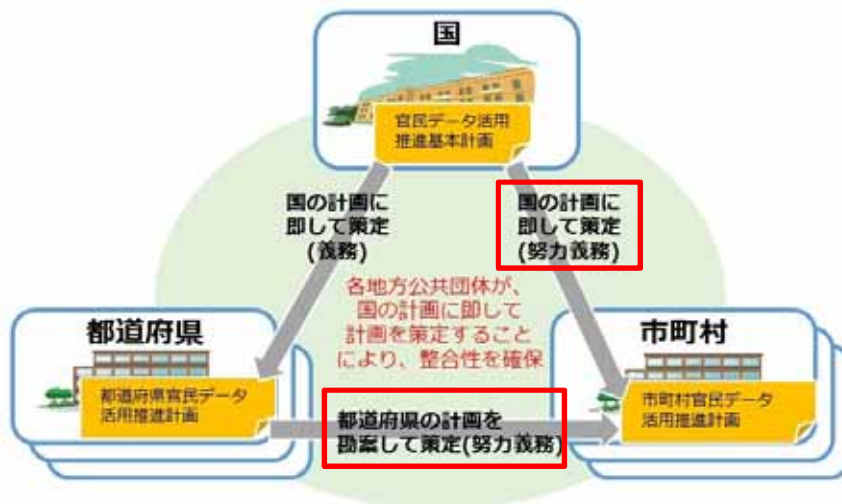 国
官民データ活用
推進基本計画
国の計画に
即して策定
(義務)
国の計画に
即して策定
(努力義務)
各地方公共団体が、
国の計画に即して
計画を策定すること
により、整合性を確保
都道府県
都道府県官民データ
活用推進計画
都道府県の計画を
勘案して策定(努力義務)
市町村
市町村官民データ
活用推進計画